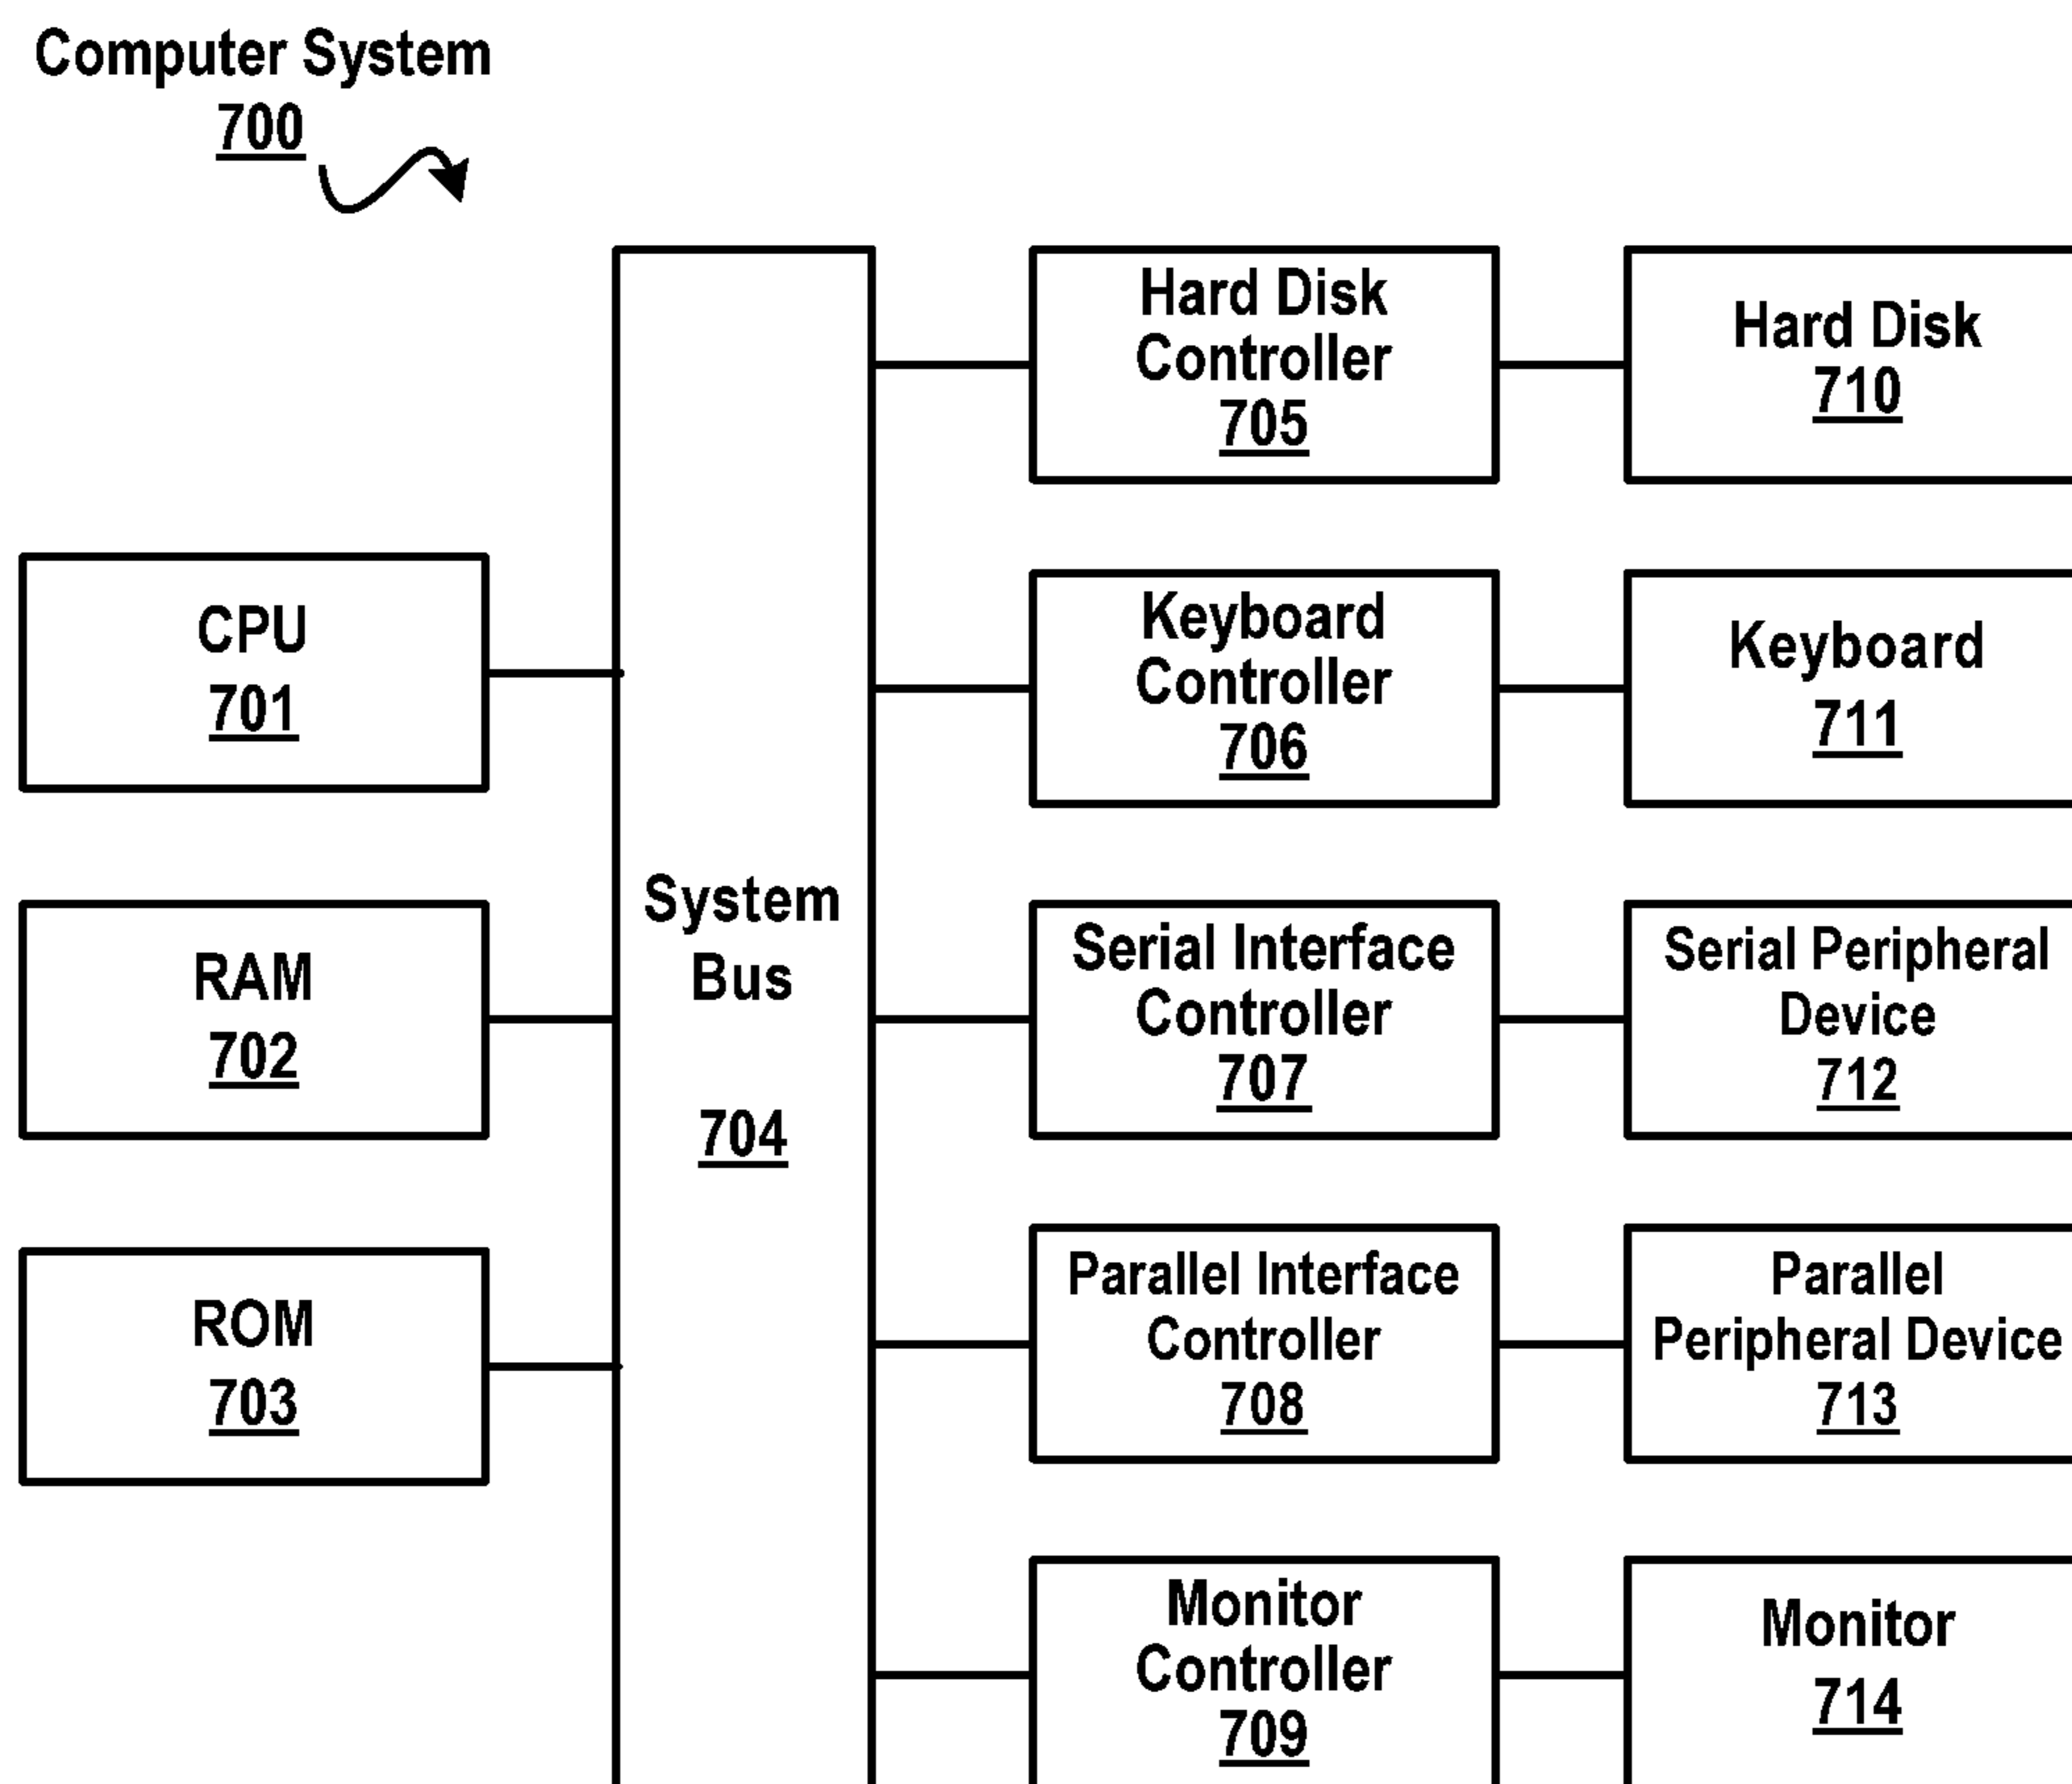 Computer System
700
Hard Disk
Controller
705
Hard Disk
710
CPU
701
Keyboard
Controller
706
Keyboard
711
RAM
702
System
Bus
704
Serial Interface
Controller
707
Serial Peripheral
Device
712
ROM
703
Parallel Interface
Controller
708
Parallel
Peripheral Device
713
Monitor
Controller
709
Monitor
714